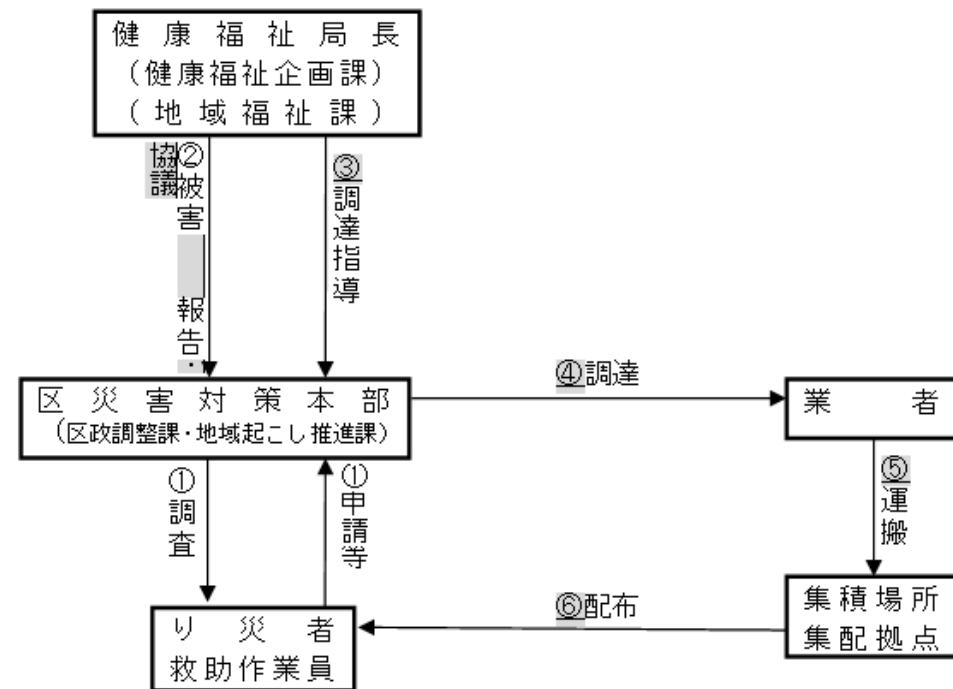 健康福祉局長
(健康福祉企画課)
(地域福祉課)
②被害 報告・
協議
③調達指導
区災害対策本部
(区政調整課・地域起こし推進課)
④調達
業者
①調査
①申請等
⑤運搬
り災者
救助作業員
⑥配布
集積場所
集配拠点